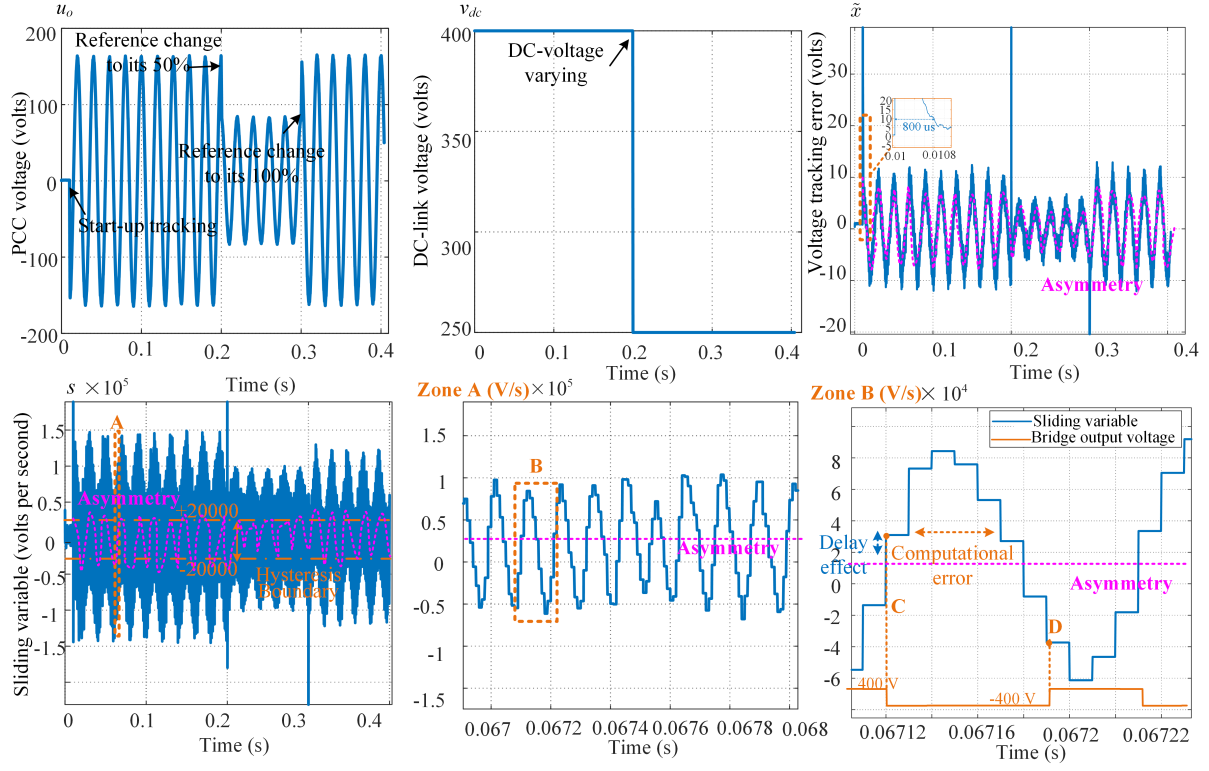 u_o
200
100
0
-100
-200
PCC voltage (volts)
Reference change
to its 50%
Reference change
to its 100%
Start-up tracking
0 0.1 0.2 0.3 0.4
Time (s)
v_dc
400
350
300
250
DC-link voltage (volts)
DC-voltage
varying
0 0.1 0.2 0.3 0.4
Time (s)
x̃
30
20
10
0
-10
-20
Voltage tracking error (volts)
20
15
10
5
0
-5
800 us
0.01 0.0108
Asymmetry
0 0.1 0.2 0.3 0.4
Time (s)
s ×10⁵
1.5
1
0.5
0
-0.5
-1
-1.5
Sliding variable (volts per second)
A
Asymmetry
+20000
-20000
Hysteresis
Boundary
0 0.1 0.2 0.3 0.4
Time (s)
Zone A (V/s)×10⁵
1.5
1
0.5
0
-0.5
-1
-1.5
B
Asymmetry
0.067 0.0672 0.0674 0.0676 0.068
Time (s)
Zone B (V/s)× 10⁴
8
6
4
2
0
-2
-4
-6
Sliding variable
Bridge output voltage
Delay
effect
Computational
error
Asymmetry
C
D
400 V
-400 V
0.06712 0.06716 0.0672 0.06722
Time (s)